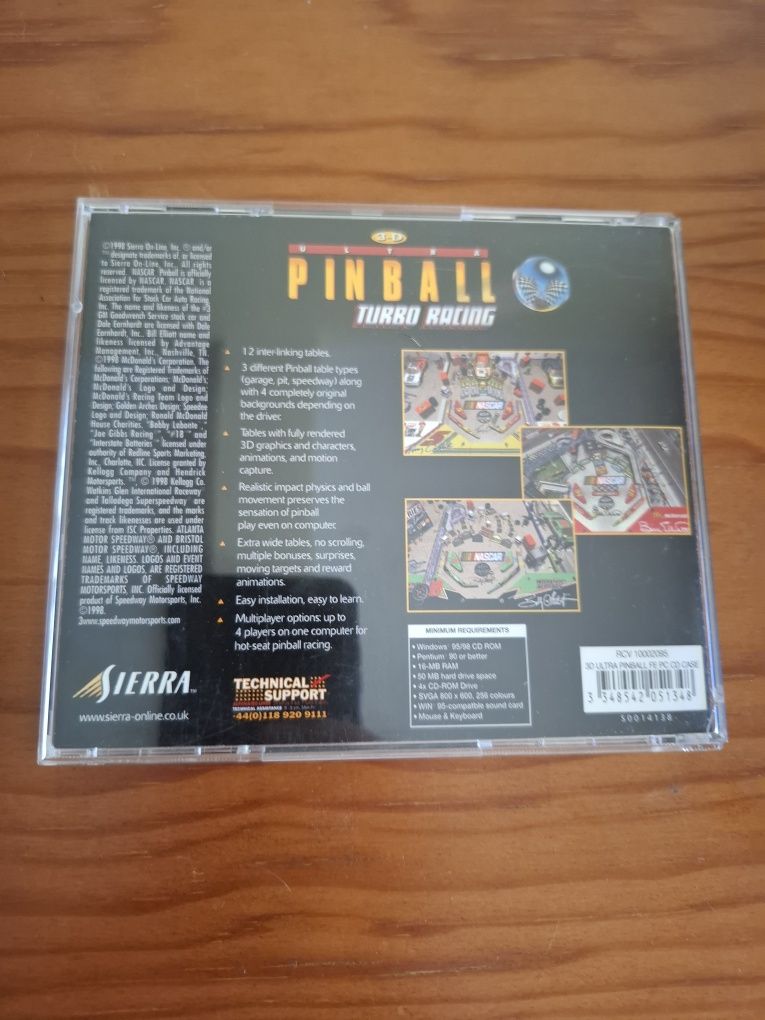 ©1998 Sierra On-Line, Inc. ® and/or
™ designate trademarks of, or licensed
to Sierra On-Line, Inc. All rights
reserved. NASCAR Pinball is officially
licensed by NASCAR. NASCAR is a
registered trademark of the National
Association for Stock Car Auto Racing,
Inc. The name and likeness of the #3
GM Goodwrench Service stock car and
Dale Earnhardt are licensed with Dale
Earnhardt, Inc. Bill Elliott name and
likeness licensed by Advantage
Management, Inc., Nashville, TN.
©1998 McDonald's Corporation. The
following are Registered Trademarks of
McDonald's Corporations; McDonald's;
McDonald's Logo and Design;
McDonald's Racing Team Logo and
Design; Golden Arches Design; Speedee
Logo and Design; Ronald McDonald
House Charities. "Bobby Labonte",
"Joe Gibbs Racing", "#18" and
"Interstate Batteries" licensed under
authority of Redline Sports Marketing,
Inc, Charlotte, NC. License granted by
Kellogg Company and Hendrick
Motorsports. ™, © 1998 Kellogg Co.
Watkins Glen International Raceway
and Talladega Superspeedway are
registered trademarks, and the marks
and track likenesses are used under
license from ISC Properties. ATLANTA
MOTOR SPEEDWAY® AND BRISTOL
MOTOR SPEEDWAY®, INCLUDING
NAME, LIKENESS, LOGOS AND EVENT
NAMES AND LOGOS, ARE REGISTERED
TRADEMARKS OF SPEEDWAY
MOTORSPORTS, INC. Officially licensed
product of Speedway Motorsports, Inc.
©1998.
3www.speedwaymotorsports.com
SIERRA™
www.sierra-online.co.uk
3-D
ULTRA
PINBALL
TURBO RACING
▲ 12 inter-linking tables.
▲ 3 different Pinball table types
(garage, pit, speedway) along
with 4 completely original
backgrounds depending on
the driver.
▲ Tables with fully rendered
3D graphics and characters,
animations, and motion
capture.
▲ Realistic impact physics and ball
movement preserves the
sensation of pinball
play even on computer.
▲ Extra wide tables, no scrolling,
multiple bonuses, surprises,
moving targets and reward
animations.
▲ Easy installation, easy to learn.
▲ Multiplayer options: up to
4 players on one computer for
hot-seat pinball racing.
TECHNICAL
SUPPORT
TECHNICAL ASSISTANCE
44(0)118 920 9111
NASCAR
NASCAR
NASCAR
MINIMUM REQUIREMENTS
• Windows 95/98 CD ROM
• Pentium 90 or better
• 16-MB RAM
• 50 MB hard drive space
• 4x CD-ROM Drive
• SVGA 800 x 600, 256 colours
• WIN 95-compatible sound card
• Mouse & Keyboard
RCV 10002095
3D ULTRA PINBALL FE PC CD CASE
3 348542 051348
S0014138